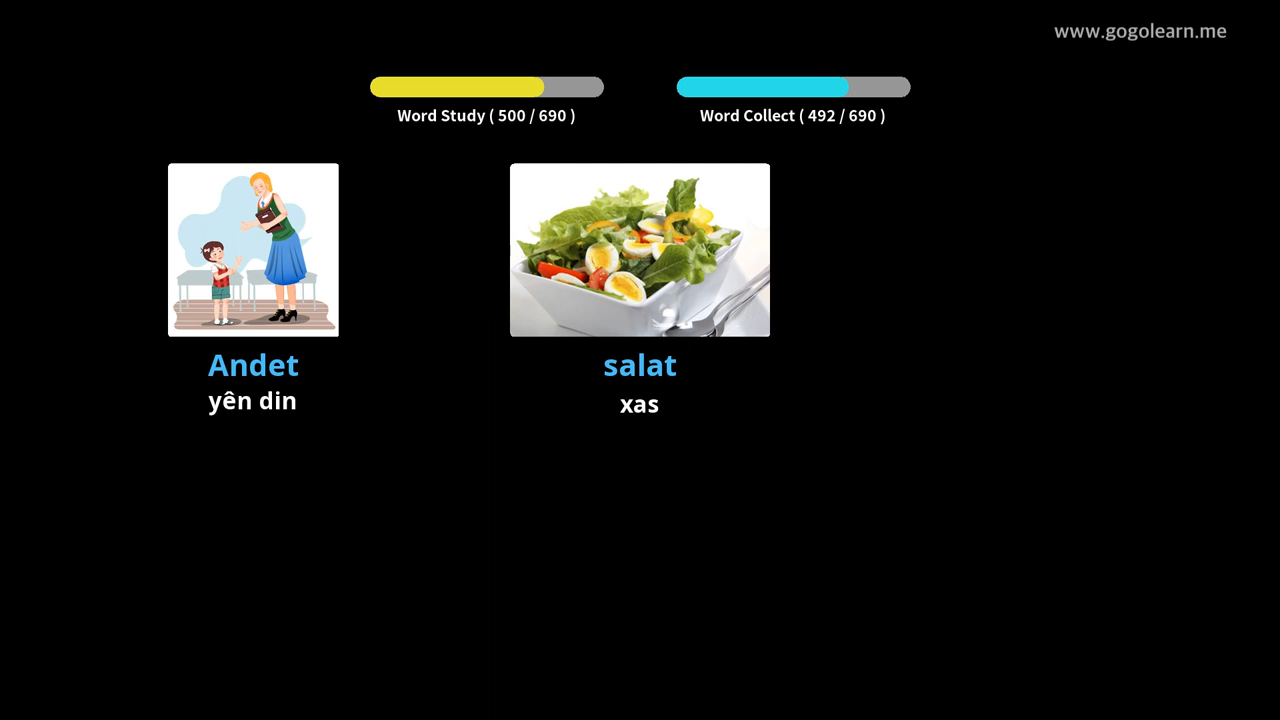 www.gogolearn.me
Word Study ( 500 / 690 )
Word Collect ( 492 / 690 )
Andet
yên din
salat
xas